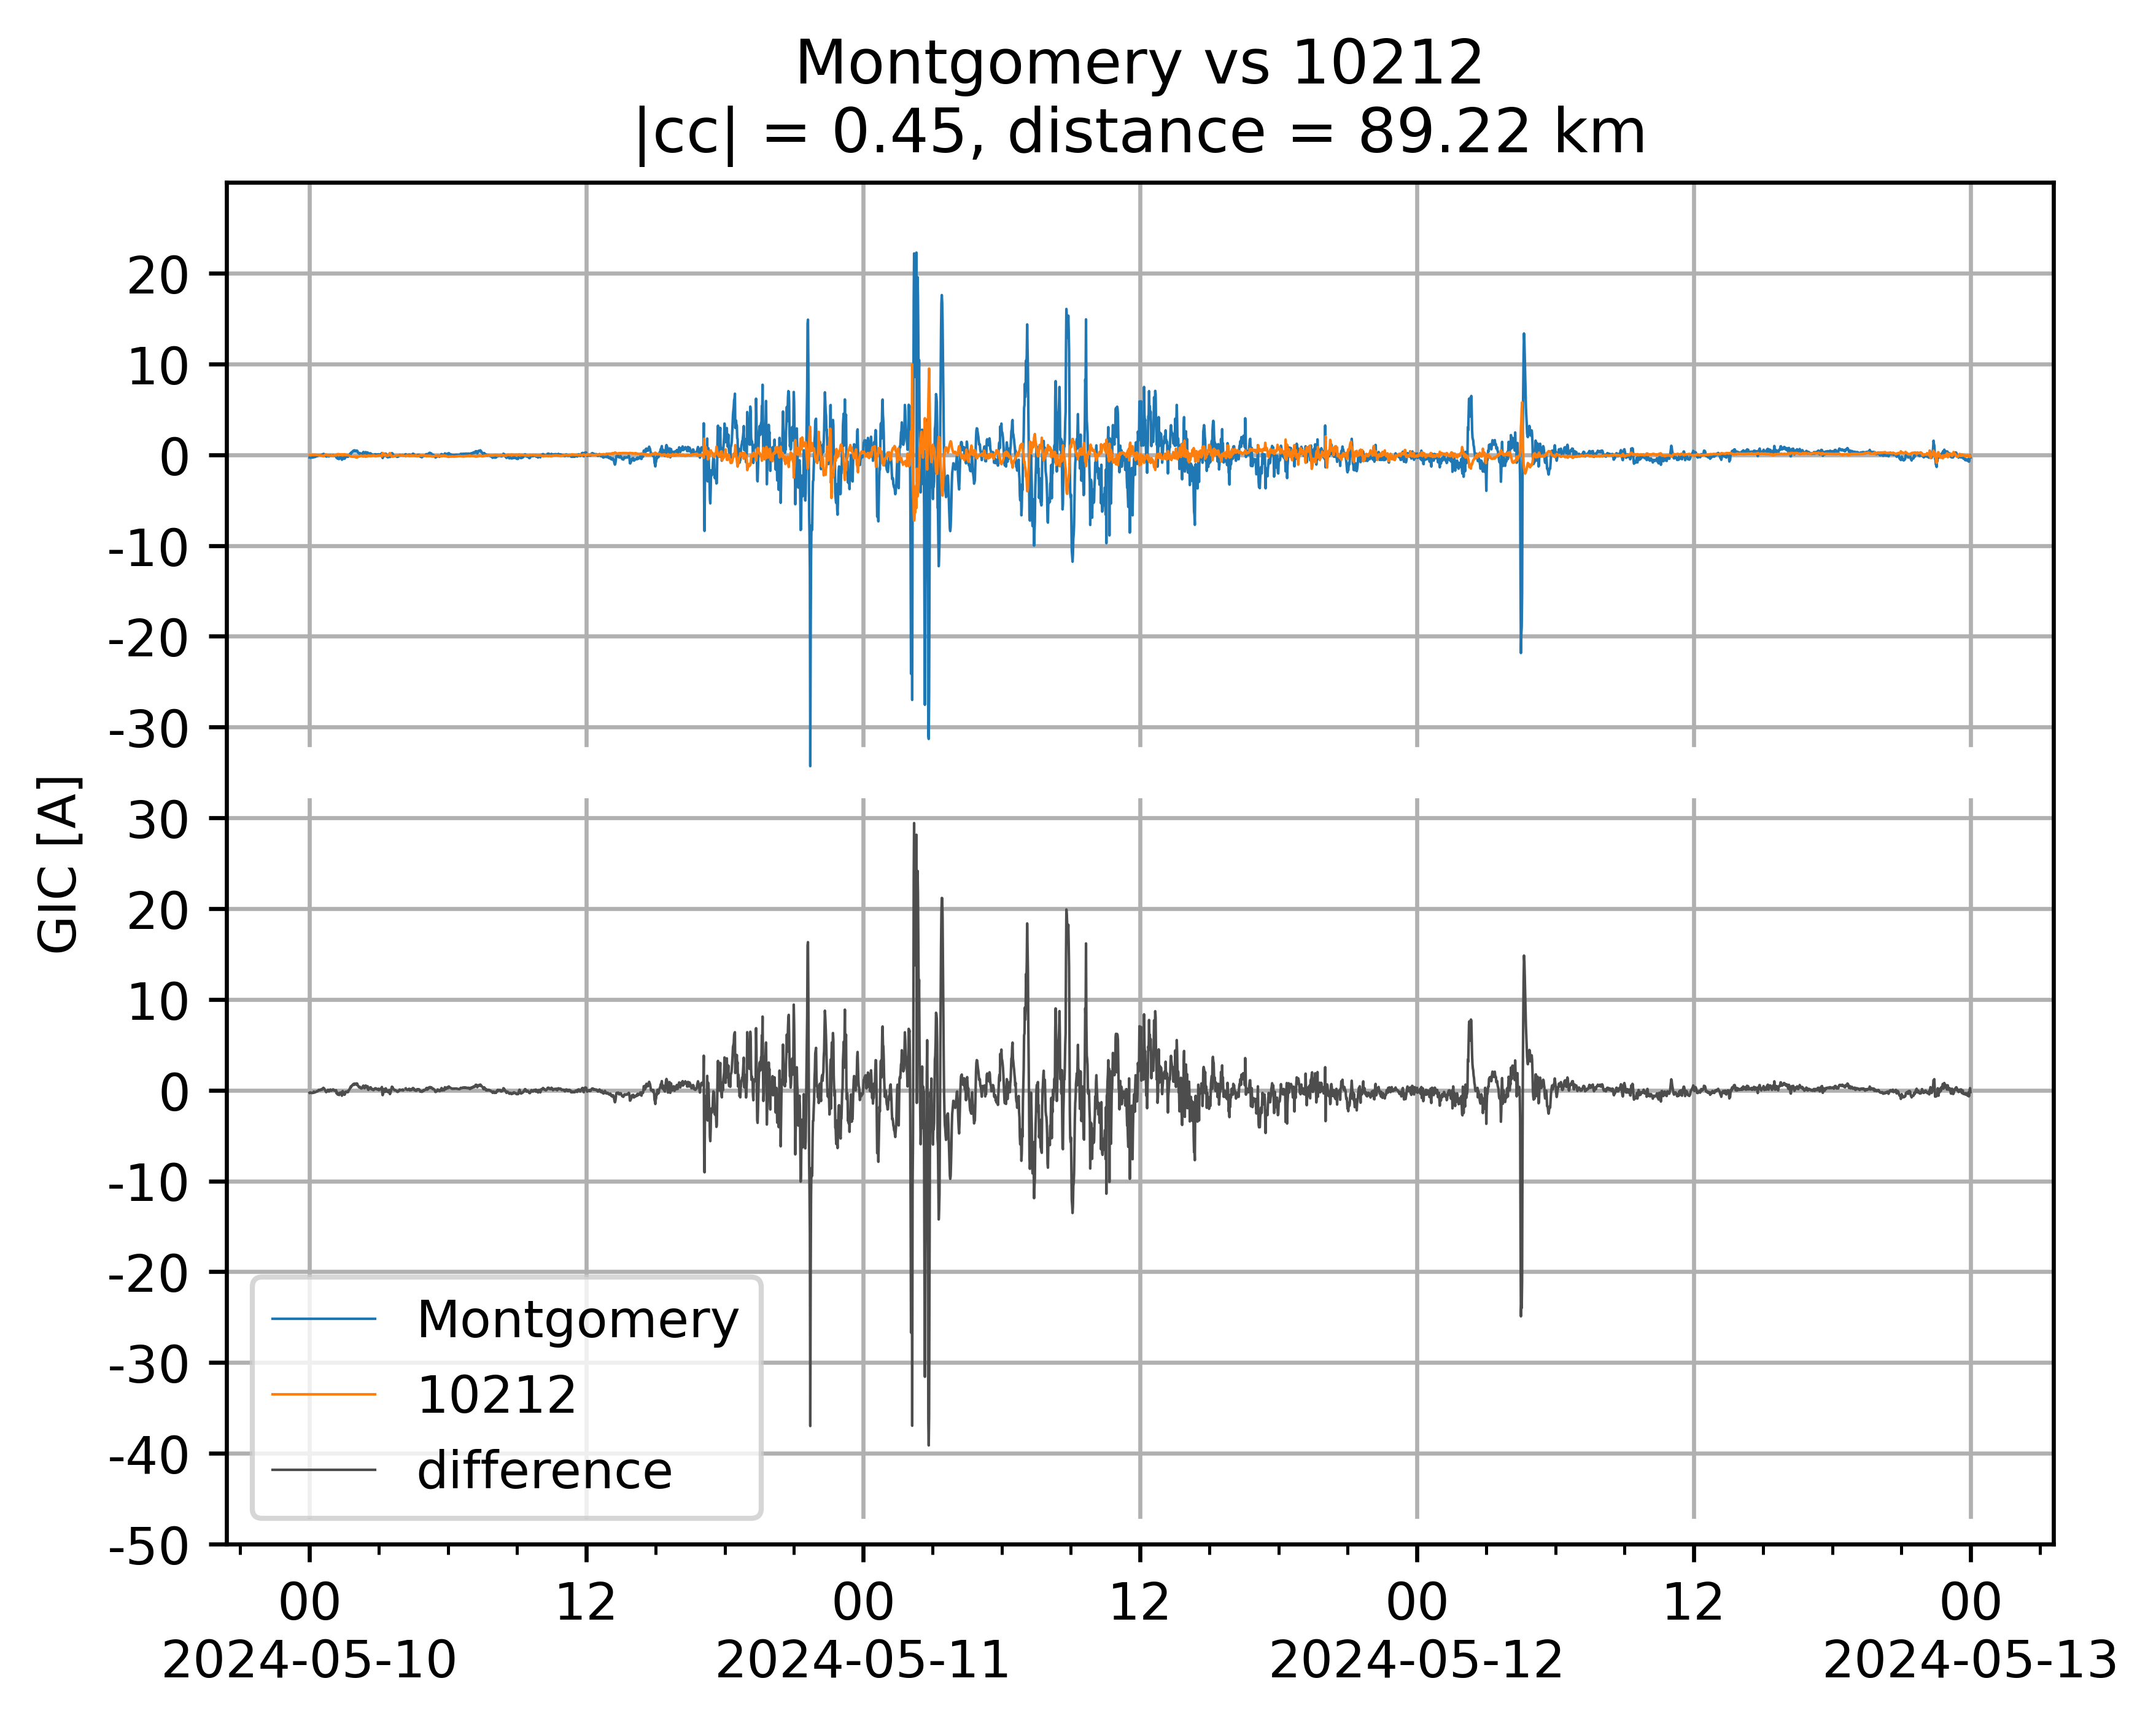 Montgomery vs 10212
|cc| = 0.45, distance = 89.22 km
GIC [A]
20
10
0
-10
-20
-30
30
20
10
0
-10
-20
-30
-40
-50
Montgomery
10212
difference
00 12 00 12 00 12 00
2024-05-10 2024-05-11 2024-05-12 2024-05-13